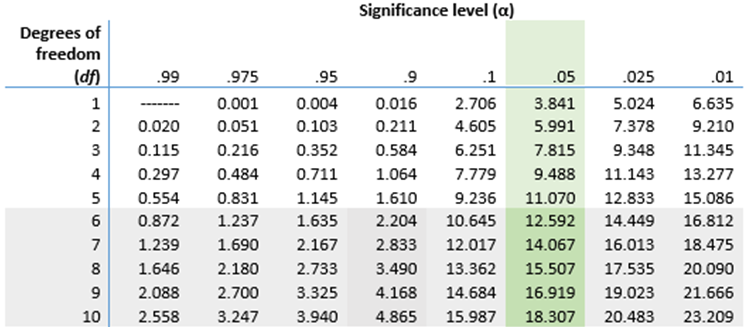 Significance level (α)
Degrees of
freedom
(df) .99 .975 .95 .9 .1 .05 .025 .01
1 ------- 0.001 0.004 0.016 2.706 3.841 5.024 6.635
2 0.020 0.051 0.103 0.211 4.605 5.991 7.378 9.210
3 0.115 0.216 0.352 0.584 6.251 7.815 9.348 11.345
4 0.297 0.484 0.711 1.064 7.779 9.488 11.143 13.277
5 0.554 0.831 1.145 1.610 9.236 11.070 12.833 15.086
6 0.872 1.237 1.635 2.204 10.645 12.592 14.449 16.812
7 1.239 1.690 2.167 2.833 12.017 14.067 16.013 18.475
8 1.646 2.180 2.733 3.490 13.362 15.507 17.535 20.090
9 2.088 2.700 3.325 4.168 14.684 16.919 19.023 21.666
10 2.558 3.247 3.940 4.865 15.987 18.307 20.483 23.209